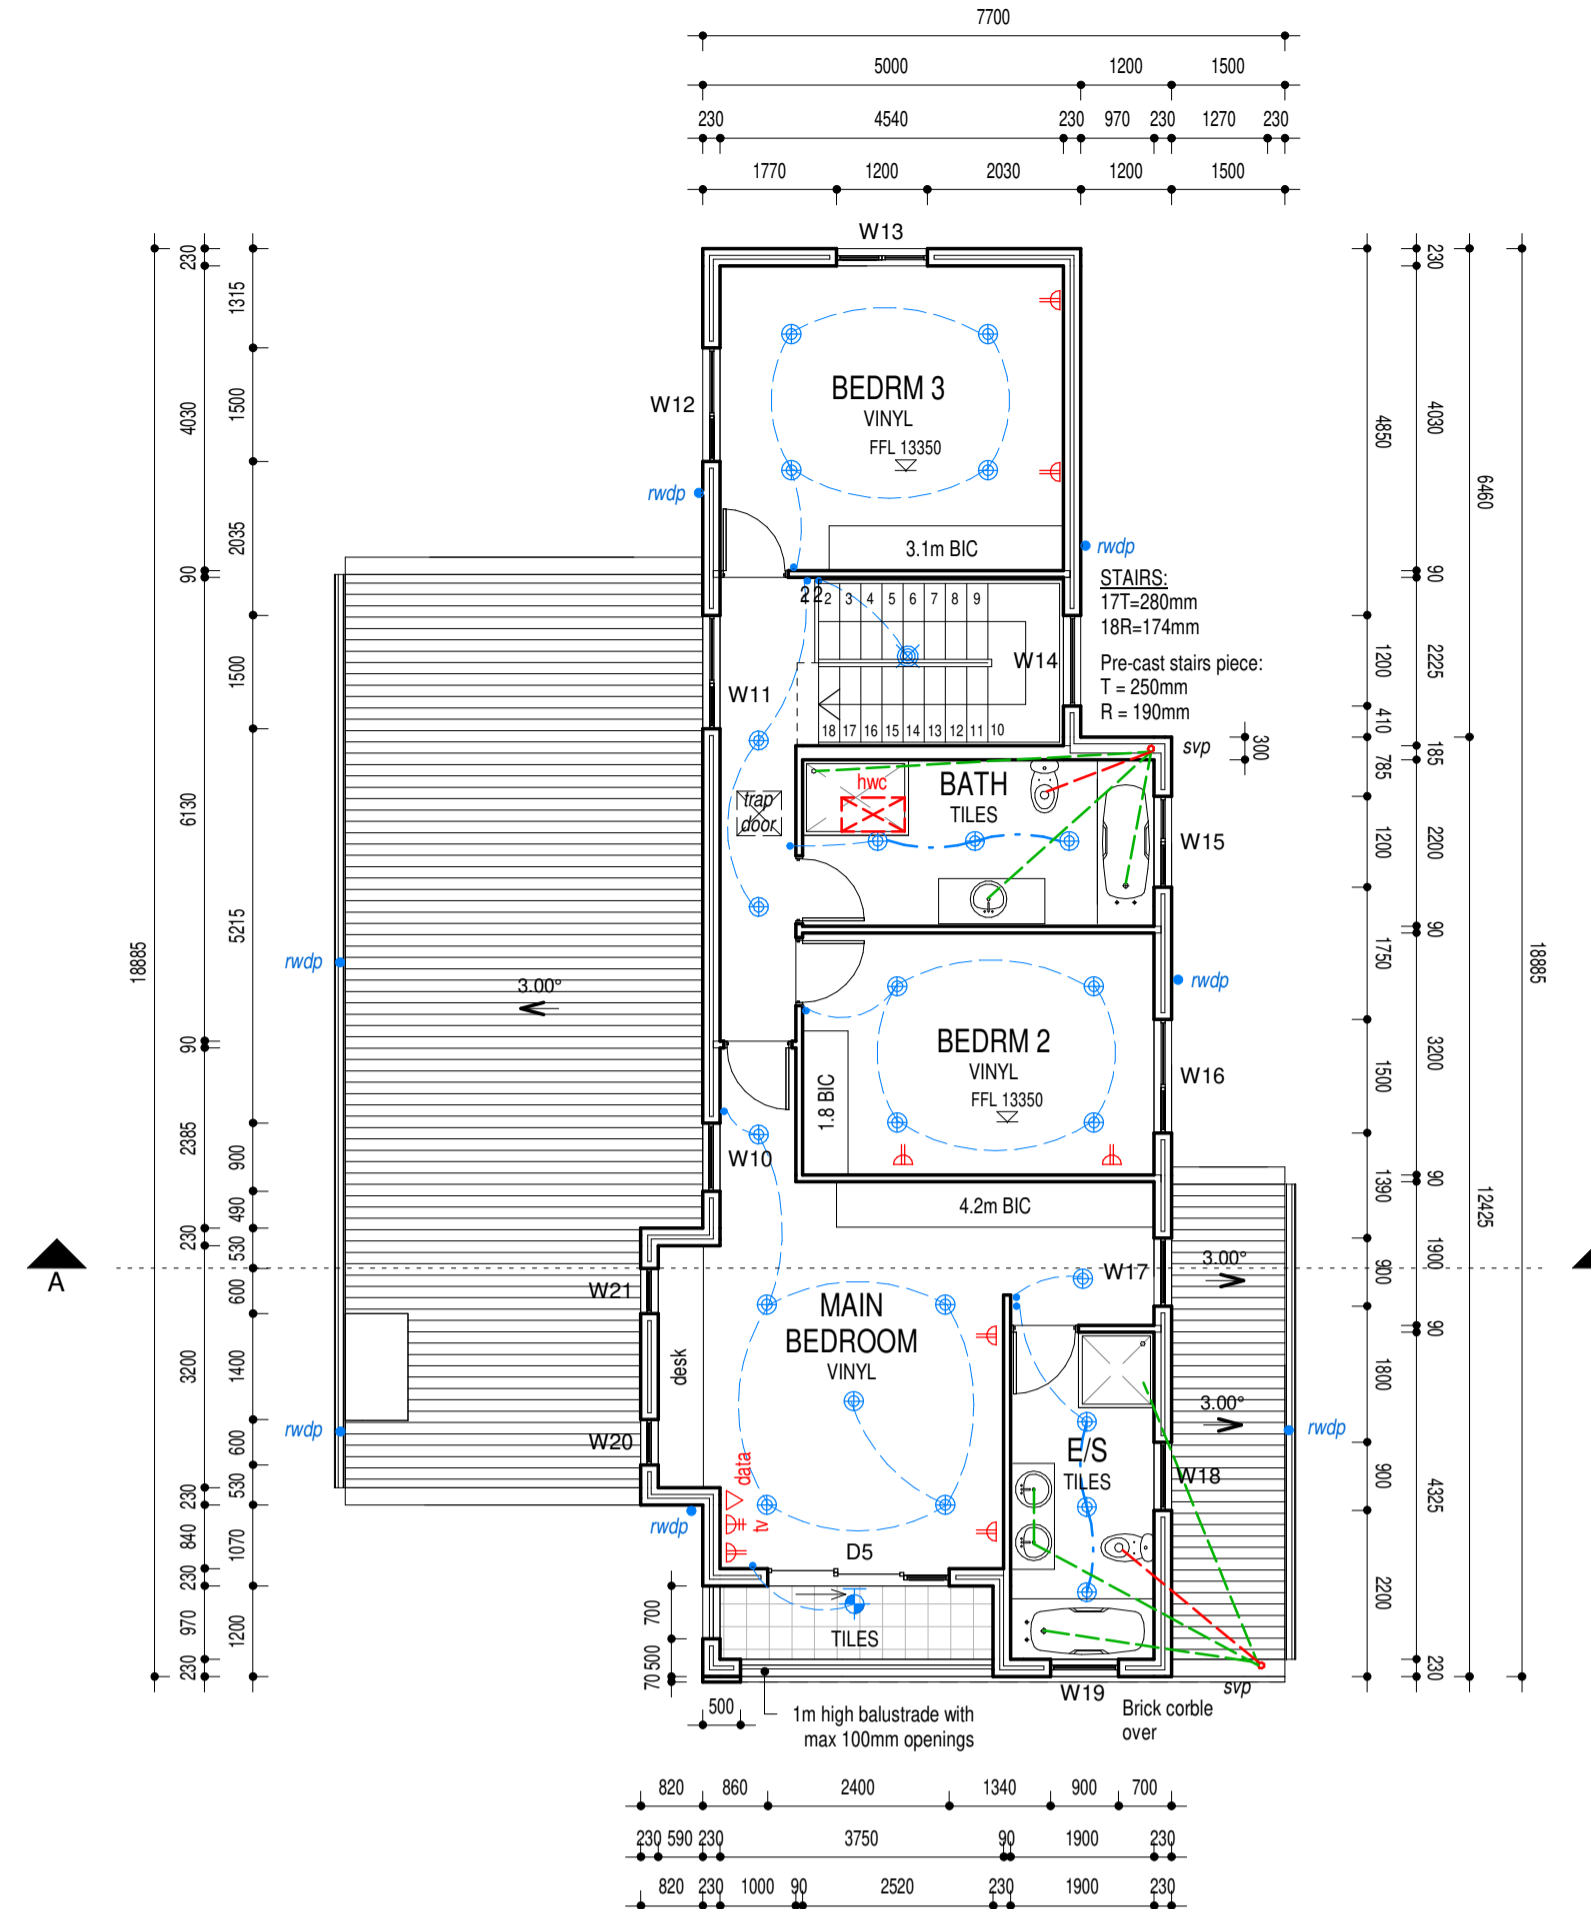 7700
5000 1200 1500
230 4540 230 970 230 1270 230
1770 1200 2030 1200 1500
W13
BEDRM 3
VINYL
FFL 13350
W12
rwdp
3.1m BIC
rwdp
STAIRS:
17T=280mm
18R=174mm
Pre-cast stairs piece:
T = 250mm
R = 190mm
2 2 2 3 4 5 6 7 8 9
W14
W11
18 17 16 15 14 13 12 11 10
svp
300
hwc
BATH
TILES
trap
door
W15
rwdp
3.00°
rwdp
BEDRM 2
VINYL
FFL 13350
W16
1.8 BIC
W10
4.2m BIC
A
W21
MAIN
BEDROOM
VINYL
W17
3.00°
desk
3.00°
rwdp
rwdp
W20
E/S
TILES
W18
data
tv
rwdp
D5
TILES
svp
W19
Brick corble
over
1m high balustrade with
max 100mm openings
500
700
500
70
18885
230 4030 90 6130 90 2385 230 3200 230 840 230 970 230
1315 1500 2035 1500 5215 900 490 530 600 1400 600 530 1070 1200
4850 1200 410 785 1200 1750 1500 1390 900 1800 900 2200
230 4030 90 2225 185 2200 90 3200 90 1900 90 4325 230
6460 12425
18885
820 860 2400 1340 900 700
230 590 230 3750 90 1900 230
820 230 1000 90 2520 230 1900 230